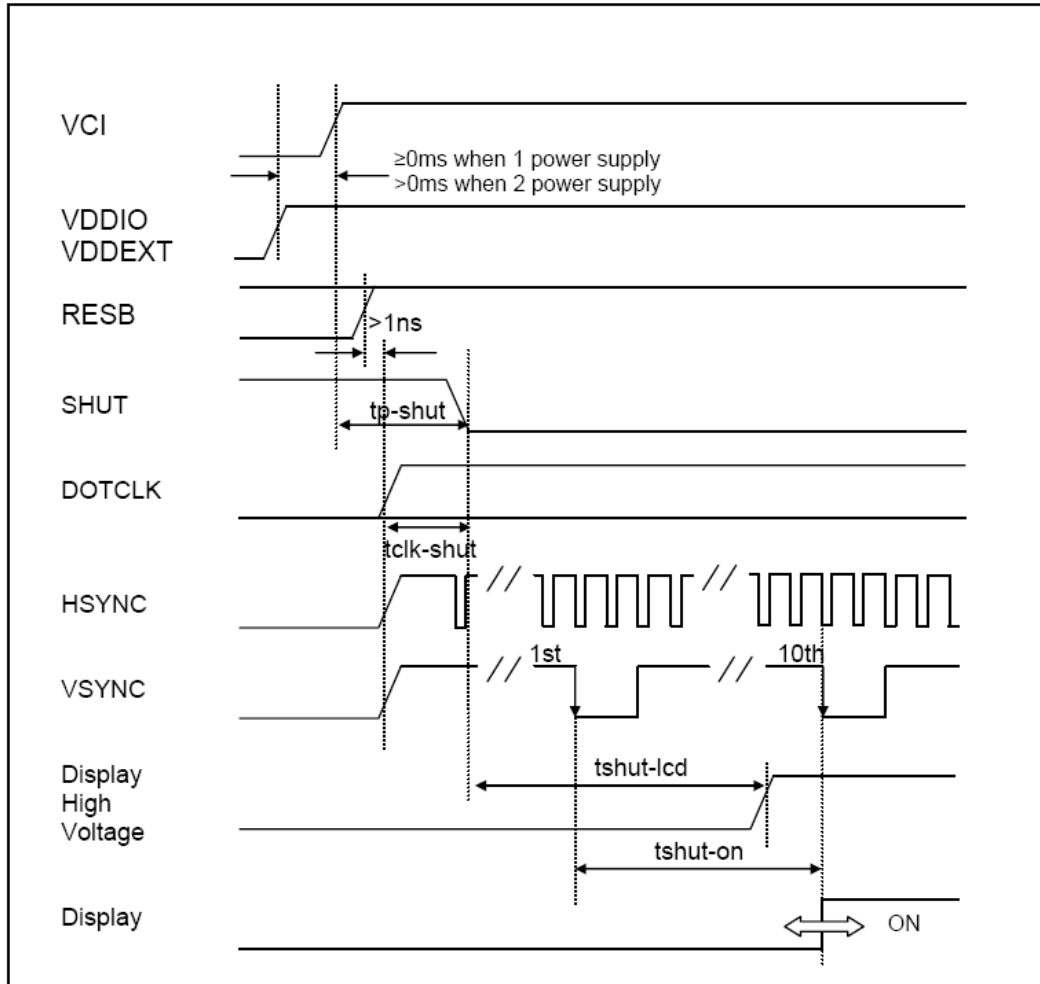 VCI
≥0ms when 1 power supply
>0ms when 2 power supply
VDDIO
VDDEXT
RESB
>1ns
SHUT
tp-shut
DOTCLK
tclk-shut
HSYNC
1st
10th
VSYNC
tshut-lcd
Display
High
Voltage
tshut-on
Display
ON